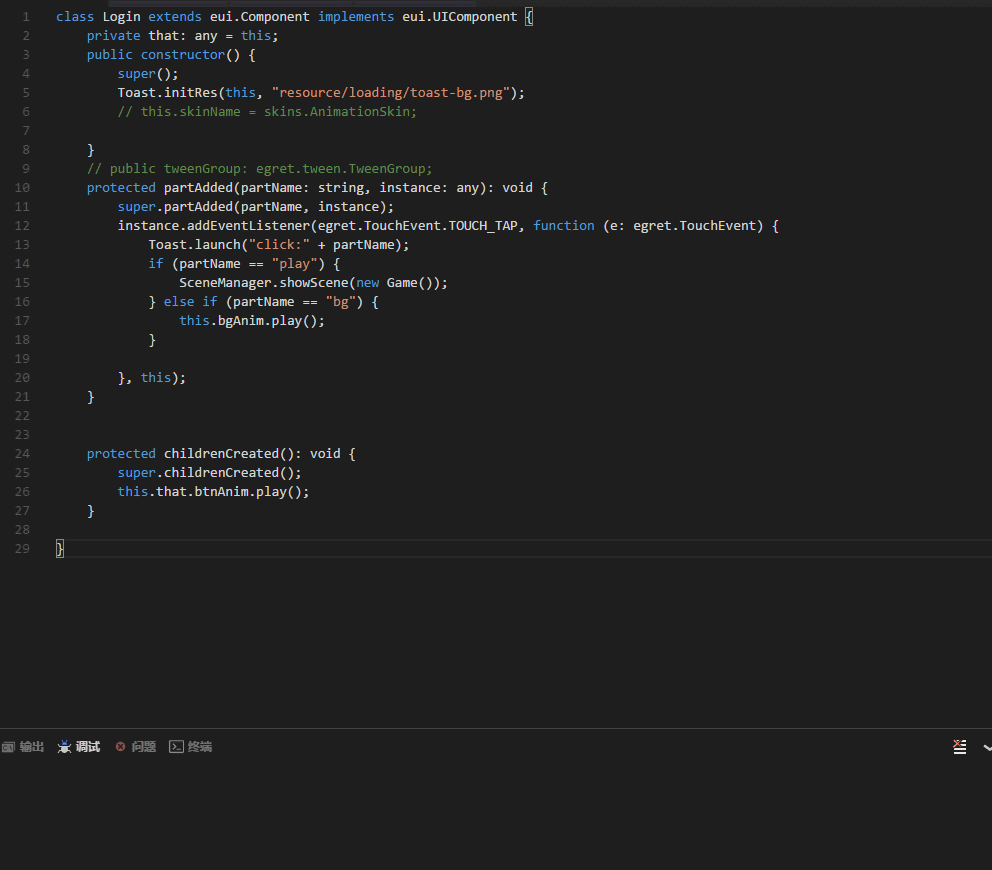 1 class Login extends eui.Component implements eui.UIComponent {
2 private that: any = this;
3 public constructor() {
4 super();
5 Toast.initRes(this, "resource/loading/toast-bg.png");
6 // this.skinName = skins.AnimationSkin;
7
8 }
9 // public tweenGroup: egret.tween.TweenGroup;
10 protected partAdded(partName: string, instance: any): void {
11 super.partAdded(partName, instance);
12 instance.addEventListener(egret.TouchEvent.TOUCH_TAP, function (e: egret.TouchEvent) {
13 Toast.launch("click:" + partName);
14 if (partName == "play") {
15 SceneManager.showScene(new Game());
16 } else if (partName == "bg") {
17 this.bgAnim.play();
18 }
19
20 }, this);
21 }
22
23
24 protected childrenCreated(): void {
25 super.childrenCreated();
26 this.that.btnAnim.play();
27 }
28
29 }
输出 调试 问题 终端